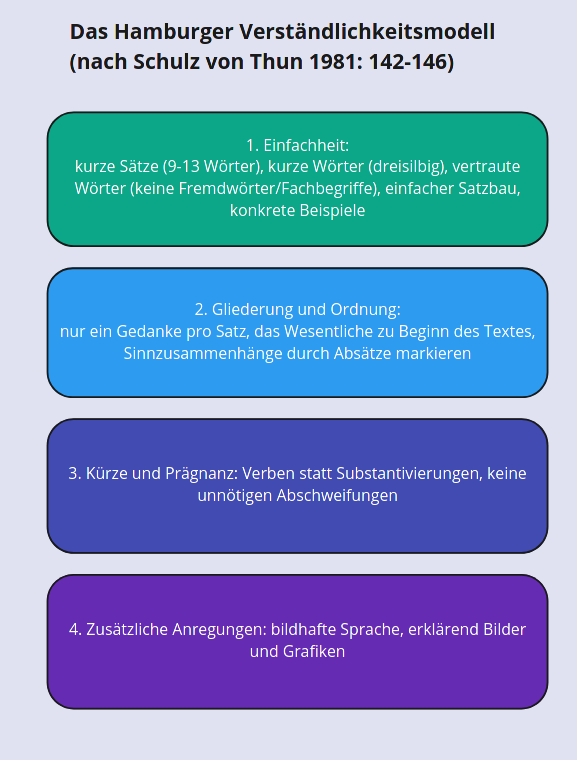 Das Hamburger Verständlichkeitsmodell
(nach Schulz von Thun 1981: 142-146)
1. Einfachheit:
kurze Sätze (9-13 Wörter), kurze Wörter (dreisilbig), vertraute
Wörter (keine Fremdwörter/Fachbegriffe), einfacher Satzbau,
konkrete Beispiele
2. Gliederung und Ordnung:
nur ein Gedanke pro Satz, das Wesentliche zu Beginn des Textes,
Sinnzusammenhänge durch Absätze markieren
3. Kürze und Prägnanz: Verben statt Substantivierungen, keine
unnötigen Abschweifungen
4. Zusätzliche Anregungen: bildhafte Sprache, erklärend Bilder
und Grafiken